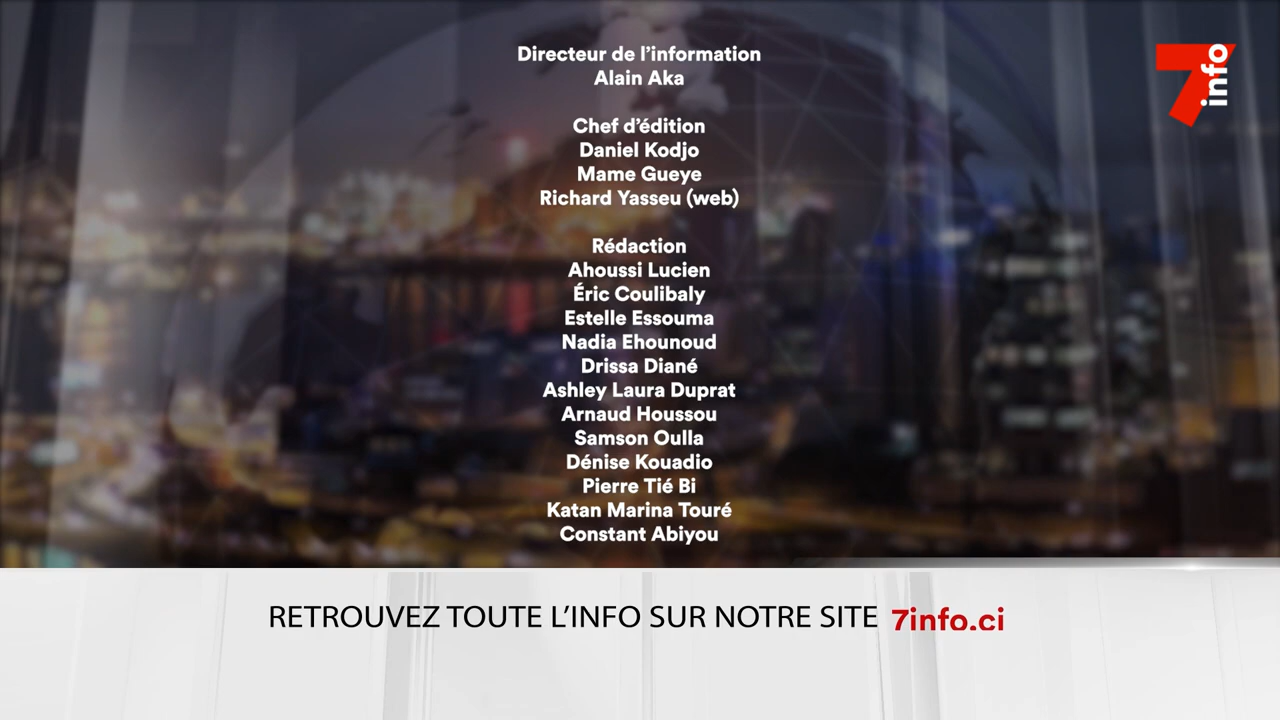 Directeur de l’information
Alain Aka
Chef d’édition
Daniel Kodjo
Mame Gueye
Richard Yasseu (web)
Rédaction
Ahoussi Lucien
Éric Coulibaly
Estelle Essouma
Nadia Ehounoud
Drissa Diané
Ashley Laura Duprat
Arnaud Houssou
Samson Oulla
Dénise Kouadio
Pierre Tié Bi
Katan Marina Touré
Constant Abiyou
7info
RETROUVEZ TOUTE L’INFO SUR NOTRE SITE 7info.ci